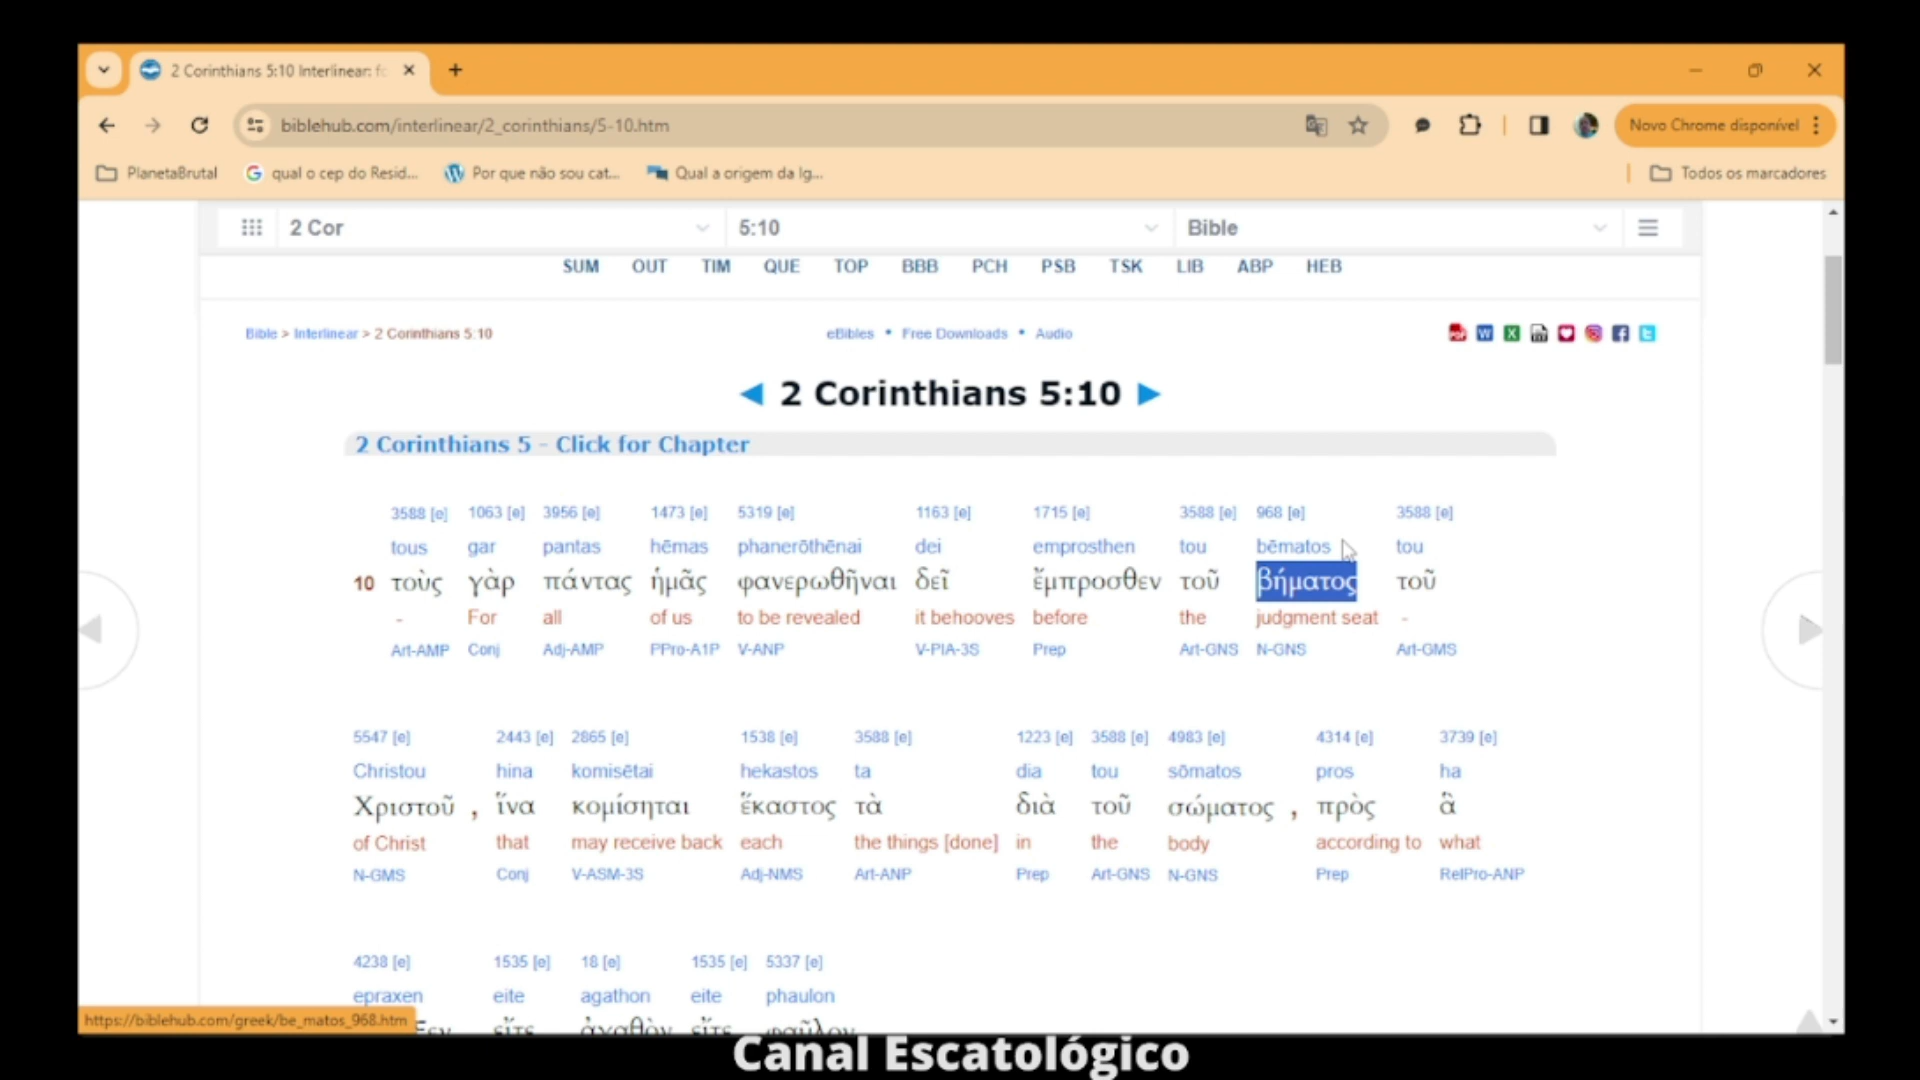 2 Corinthians 5:10 Interlinear: fo
biblehub.com/interlinear/2_corinthians/5-10.htm
Novo Chrome disponível
PlanetaBrutal qual o cep do Resid... Por que não sou cat... Qual a origem da Ig... Todos os marcadores
2 Cor 5:10 Bible
SUM OUT TIM QUE TOP BBB PCH PSB TSK LIB ABP HEB
Bible > Interlinear > 2 Corinthians 5:10 eBibles • Free Downloads • Audio
◄ 2 Corinthians 5:10 ►
2 Corinthians 5 - Click for Chapter
3588 [e] 1063 [e] 3956 [e] 1473 [e] 5319 [e] 1163 [e] 1715 [e] 3588 [e] 968 [e] 3588 [e]
tous gar pantas hēmas phanerōthēnai dei emprosthen tou bēmatos tou
10 τοὺς γὰρ πάντας ἡμᾶς φανερωθῆναι δεῖ ἔμπροσθεν τοῦ βήματος τοῦ
- For all of us to be revealed it behooves before the judgment seat -
Art-AMP Conj Adj-AMP PPro-A1P V-ANP V-PIA-3S Prep Art-GNS N-GNS Art-GMS
5547 [e] 2443 [e] 2865 [e] 1538 [e] 3588 [e] 1223 [e] 3588 [e] 4983 [e] 4314 [e] 3739 [e]
Christou hina komisētai hekastos ta dia tou sōmatos pros ha
Χριστοῦ , ἵνα κομίσηται ἕκαστος τὰ διὰ τοῦ σώματος , πρὸς ἃ
of Christ that may receive back each the things [done] in the body according to what
N-GMS Conj V-ASM-3S Adj-NMS Art-ANP Prep Art-GNS N-GNS Prep RelPro-ANP
4238 [e] 1535 [e] 18 [e] 1535 [e] 5337 [e]
epraxen eite agathon eite phaulon
εἴτε ἀγαθὸν εἴτε φαῦλον
https://biblehub.com/greek/be_matos_968.htm
Canal Escatológico